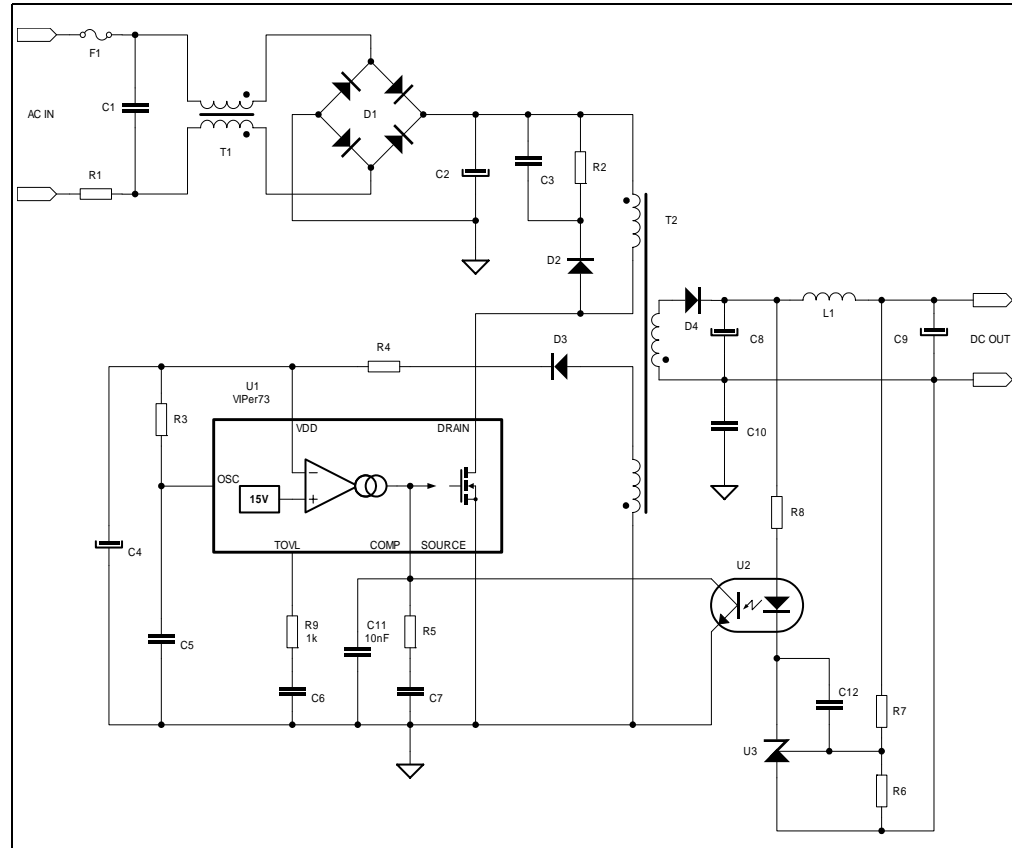 F1
AC IN
C1
T1
R1
D1
C2
C3
R2
D2
T2
D4
C8
L1
C9
DC OUT
C10
D3
R4
R3
U1
VIPer73
VDD
DRAIN
OSC
15V
TOVL
COMP
SOURCE
C4
C5
R9
1k
C6
C11
10nF
R5
C7
R8
U2
C12
R7
U3
R6